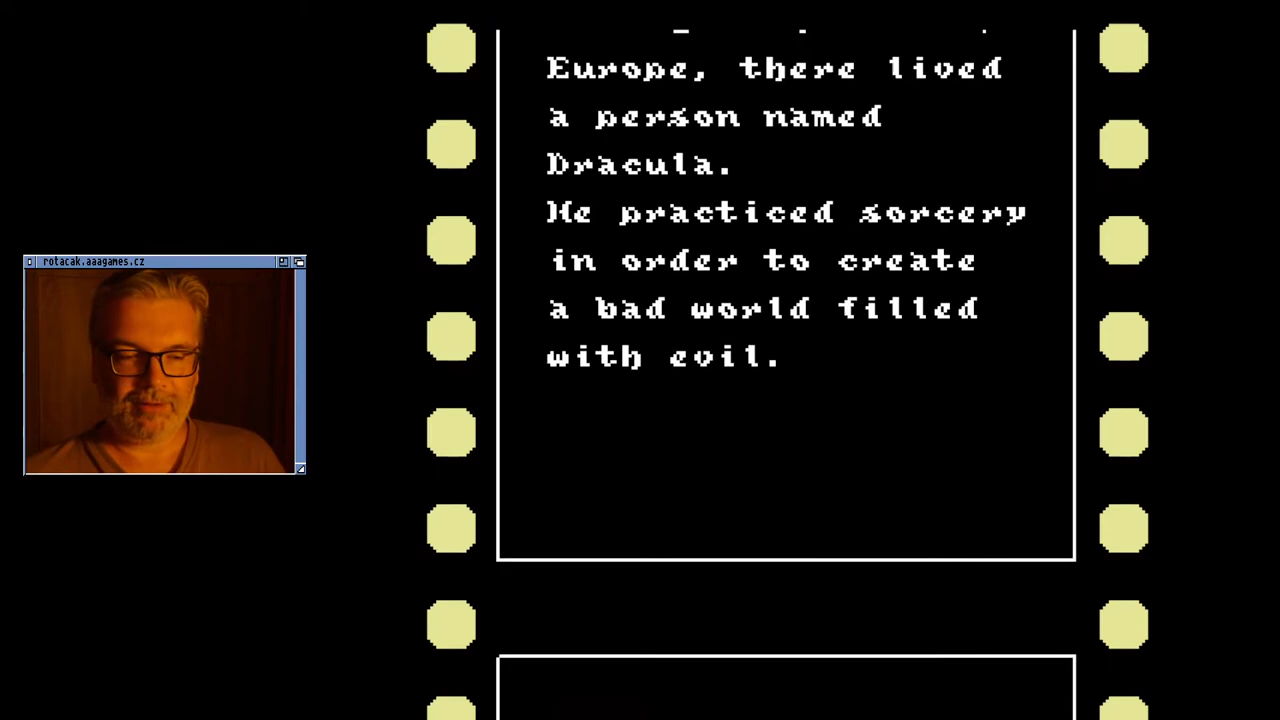 rotacak.aaagames.cz
Europe, there lived
a person named
Dracula.
He practiced sorcery
in order to create
a bad world filled
with evil.